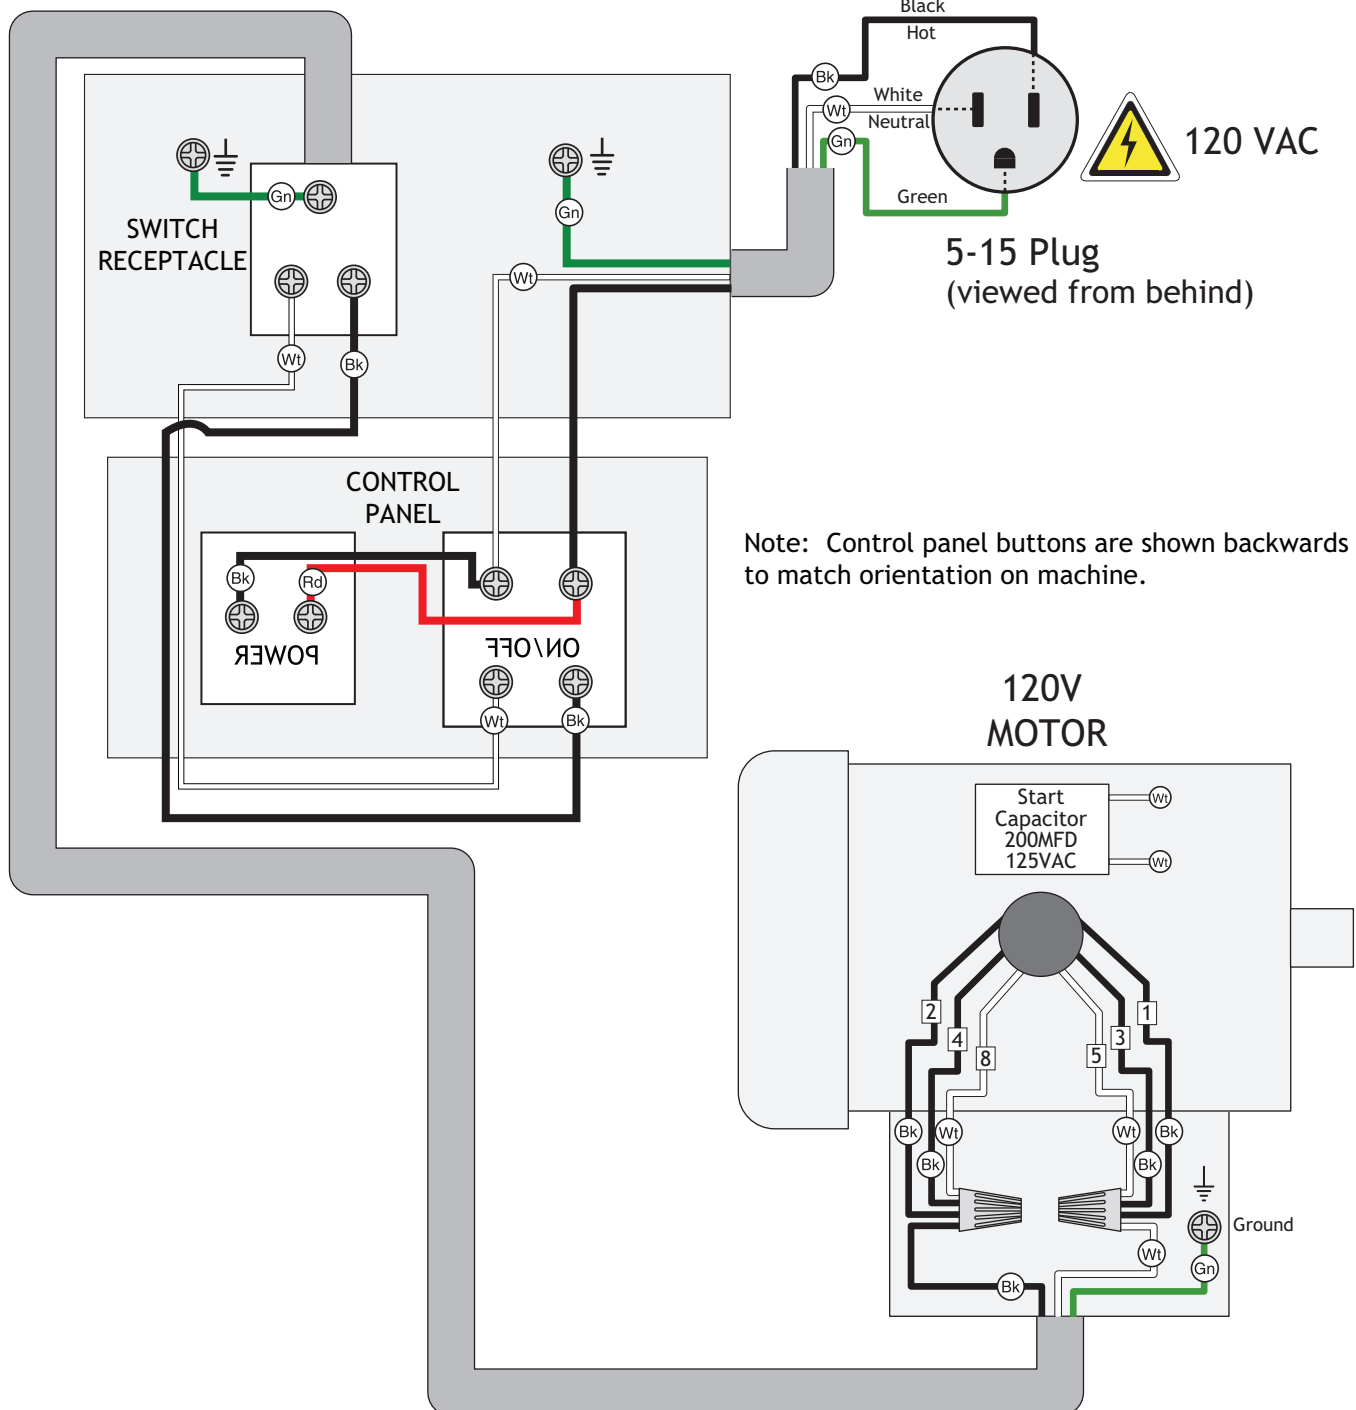 Black
Hot
Bk
White
Wt
Neutral
Gn
Green
120 VAC
5-15 Plug
(viewed from behind)
SWITCH
RECEPTACLE
Gn
Gn
Wt
Wt
Bk
CONTROL
PANEL
Bk
Rd
POWER
ON/OFF
Wt
Bk
Note: Control panel buttons are shown backwards
to match orientation on machine.
120V
MOTOR
Start
Capacitor
200MFD
125VAC
Wt
Wt
2
4
8
5
3
1
Bk
Wt
Bk
Wt
Bk
Bk
Ground
Wt
Gn
Bk